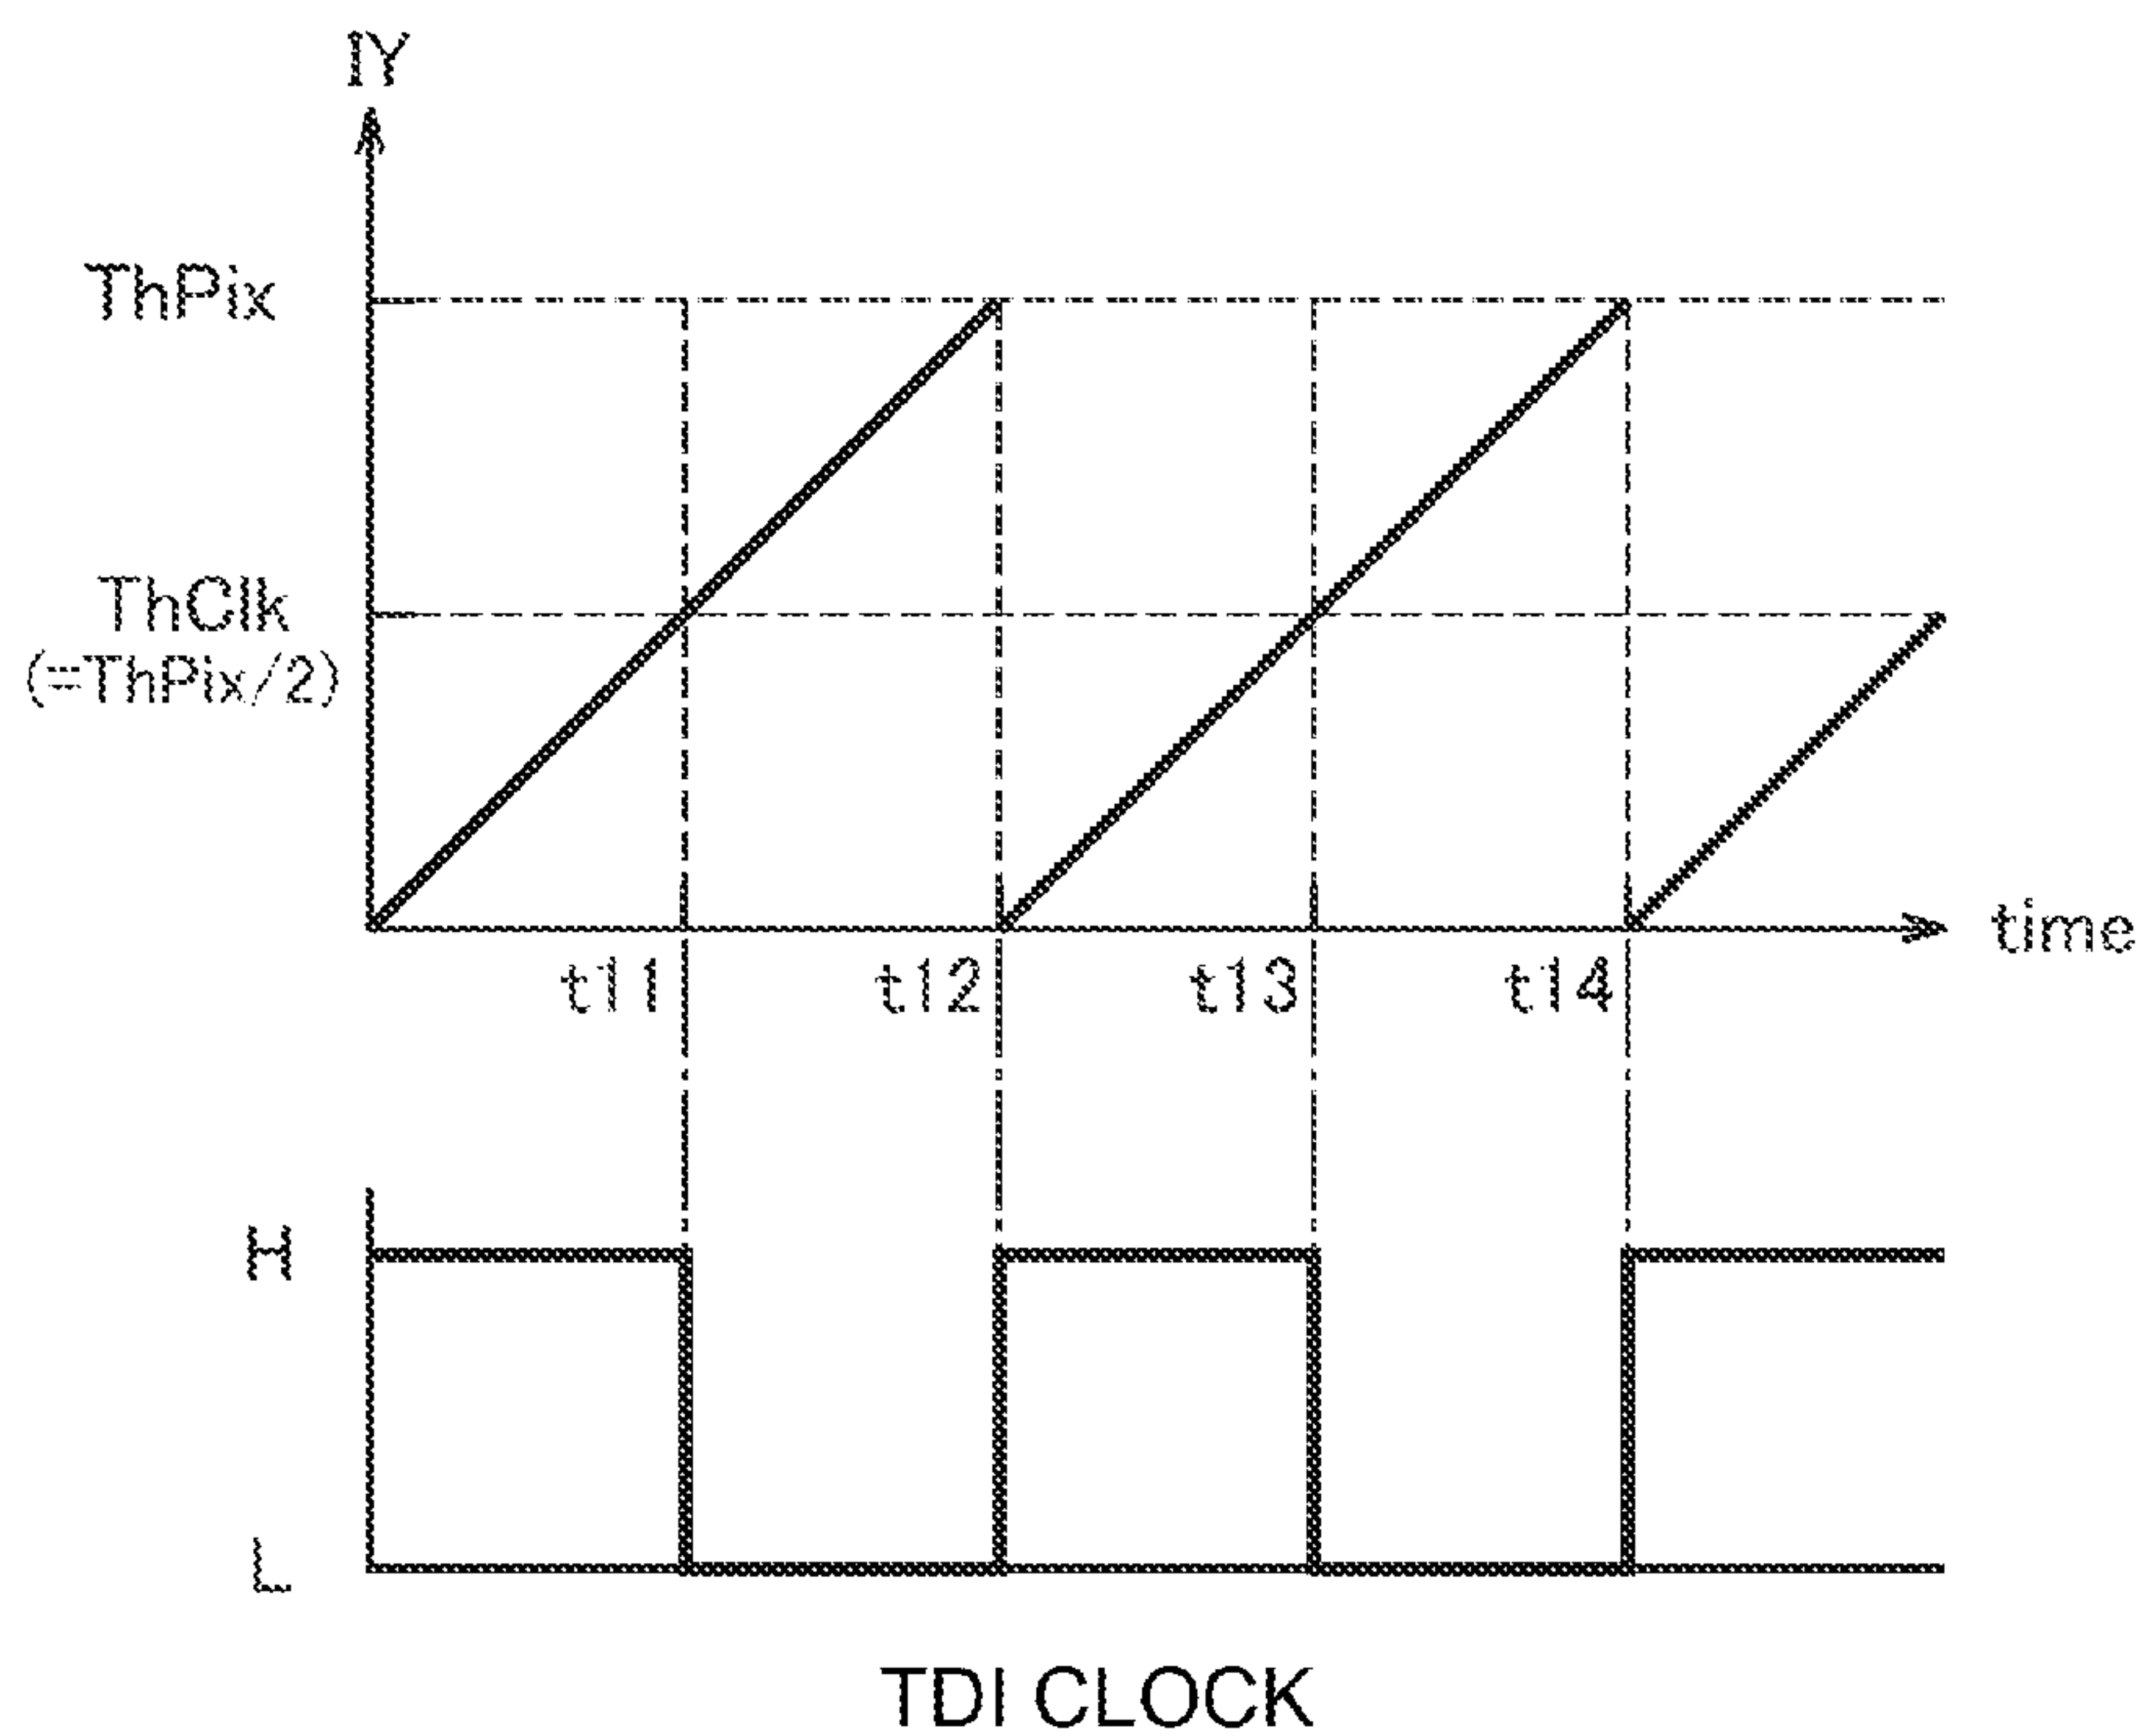 IY
ThPix
ThClk
(=ThPix/2)
time
t11 t12 t13 t14
H
L
TDI CLOCK